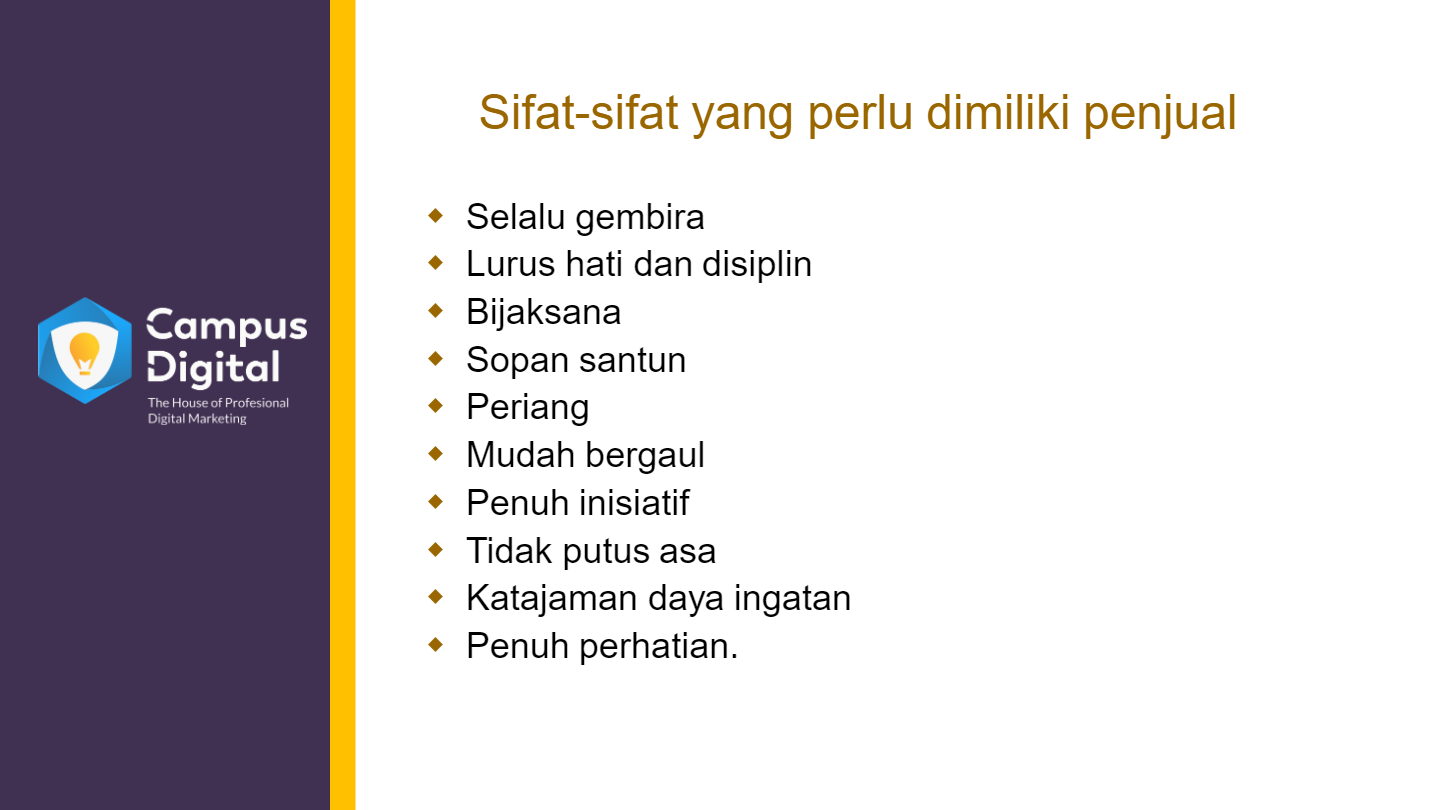 Campus
Digital
The House of Profesional
Digital Marketing
Sifat-sifat yang perlu dimiliki penjual
Selalu gembira
Lurus hati dan disiplin
Bijaksana
Sopan santun
Periang
Mudah bergaul
Penuh inisiatif
Tidak putus asa
Katajaman daya ingatan
Penuh perhatian.